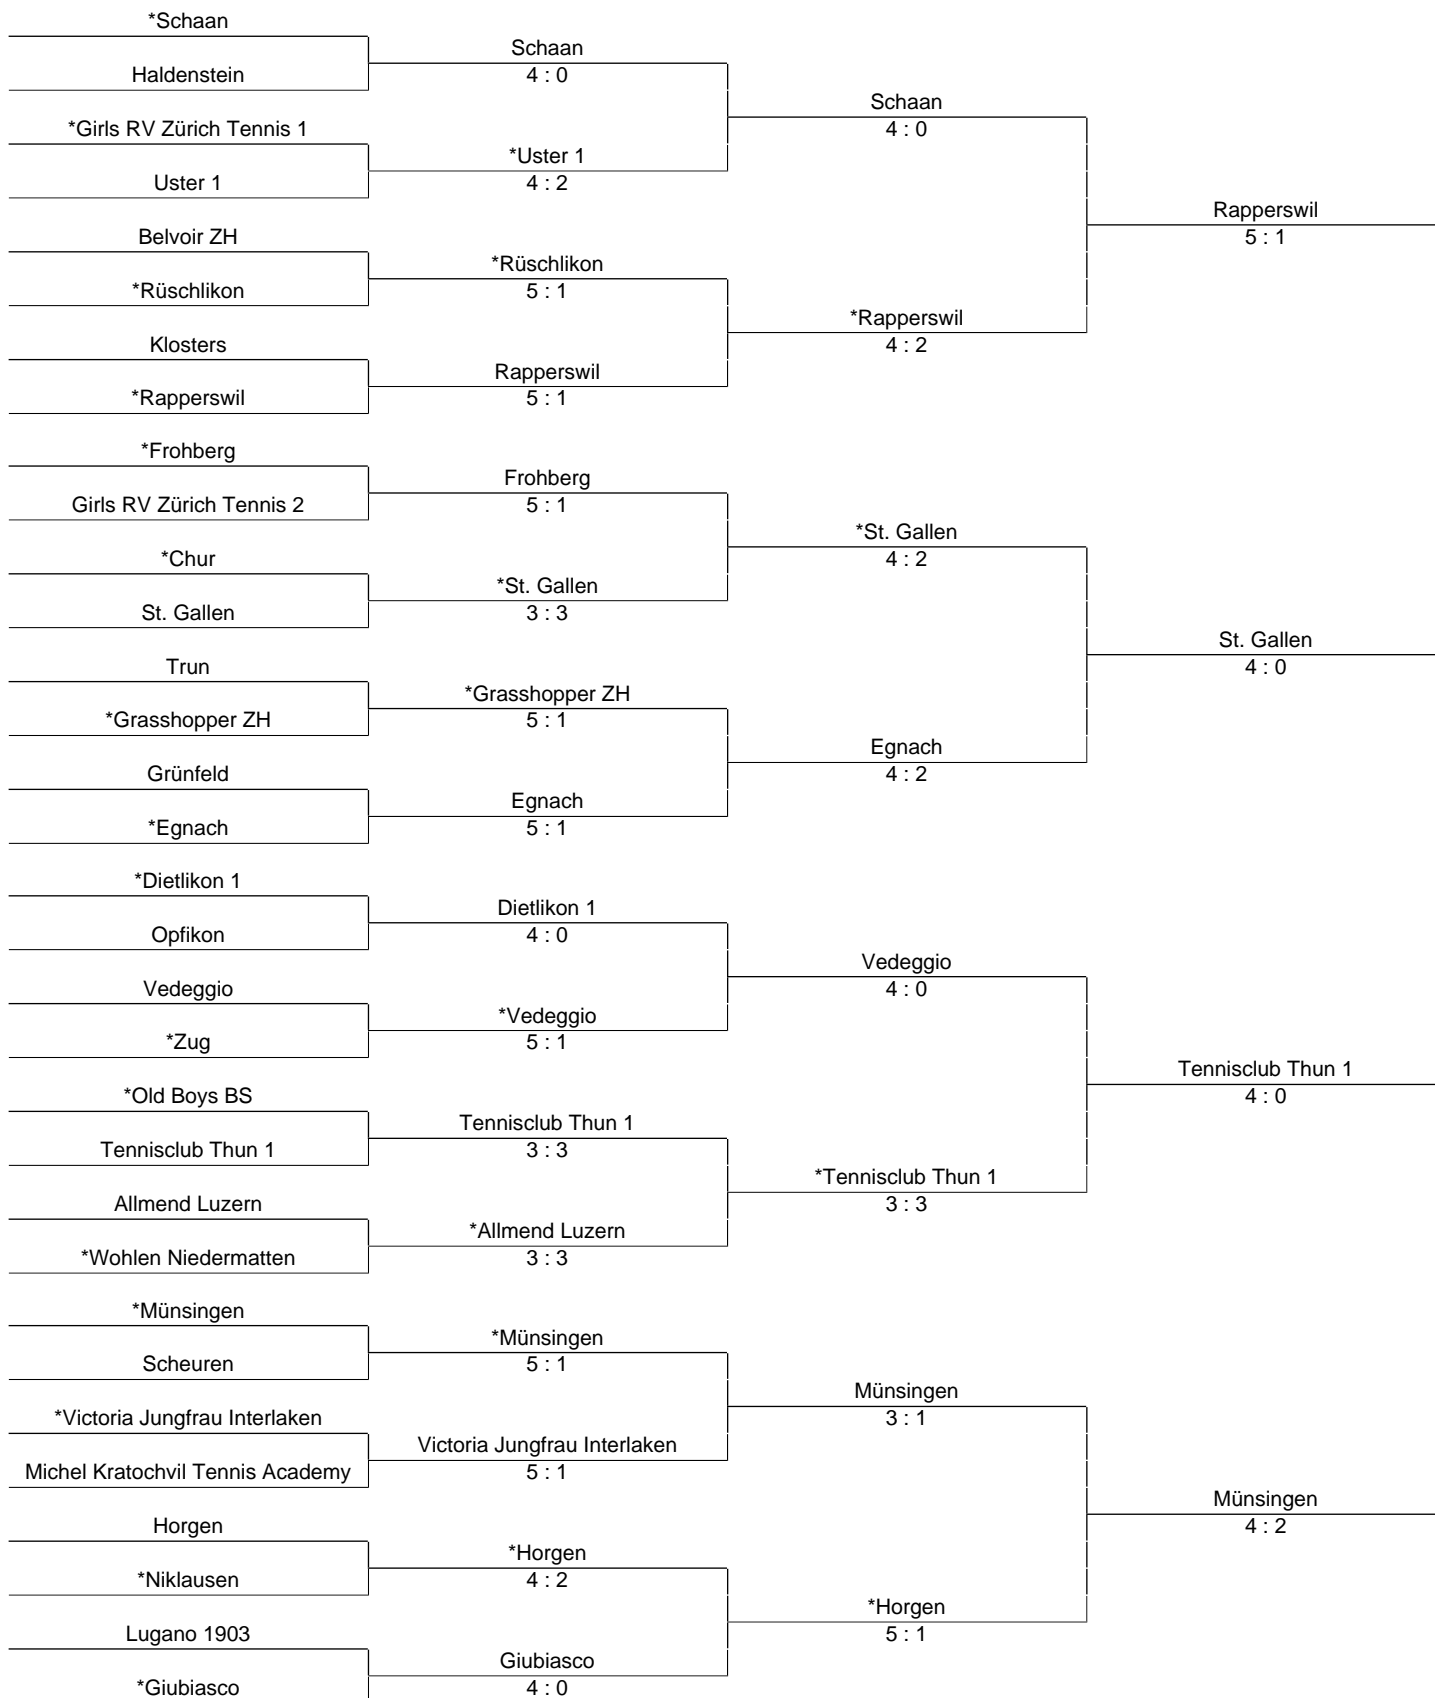 *Schaan
Haldenstein
*Girls RV Zürich Tennis 1
Uster 1
Belvoir ZH
*Rüschlikon
Klosters
*Rapperswil
*Frohberg
Girls RV Zürich Tennis 2
*Chur
St. Gallen
Trun
*Grasshopper ZH
Grünfeld
*Egnach
*Dietlikon 1
Opfikon
Vedeggio
*Zug
*Old Boys BS
Tennisclub Thun 1
Allmend Luzern
*Wohlen Niedermatten
*Münsingen
Scheuren
*Victoria Jungfrau Interlaken
Michel Kratochvil Tennis Academy
Horgen
*Niklausen
Lugano 1903
*Giubiasco
Schaan
4 : 0
*Uster 1
4 : 2
*Rüschlikon
5 : 1
Rapperswil
5 : 1
Frohberg
5 : 1
*St. Gallen
3 : 3
*Grasshopper ZH
5 : 1
Egnach
5 : 1
Dietlikon 1
4 : 0
*Vedeggio
5 : 1
Tennisclub Thun 1
3 : 3
*Allmend Luzern
3 : 3
*Münsingen
5 : 1
Victoria Jungfrau Interlaken
5 : 1
*Horgen
4 : 2
Giubiasco
4 : 0
Schaan
4 : 0
*Rapperswil
4 : 2
*St. Gallen
4 : 2
Egnach
4 : 2
Vedeggio
4 : 0
*Tennisclub Thun 1
3 : 3
Münsingen
3 : 1
*Horgen
5 : 1
Rapperswil
5 : 1
St. Gallen
4 : 0
Tennisclub Thun 1
4 : 0
Münsingen
4 : 2